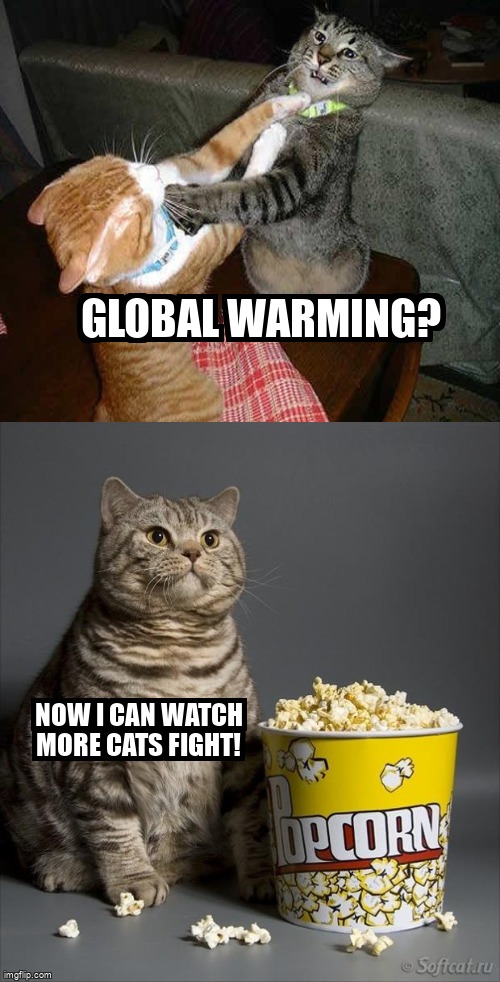 GLOBAL WARMING?
NOW I CAN WATCH
MORE CATS FIGHT!
POPCORN
© Softcat.ru
imgflip.com